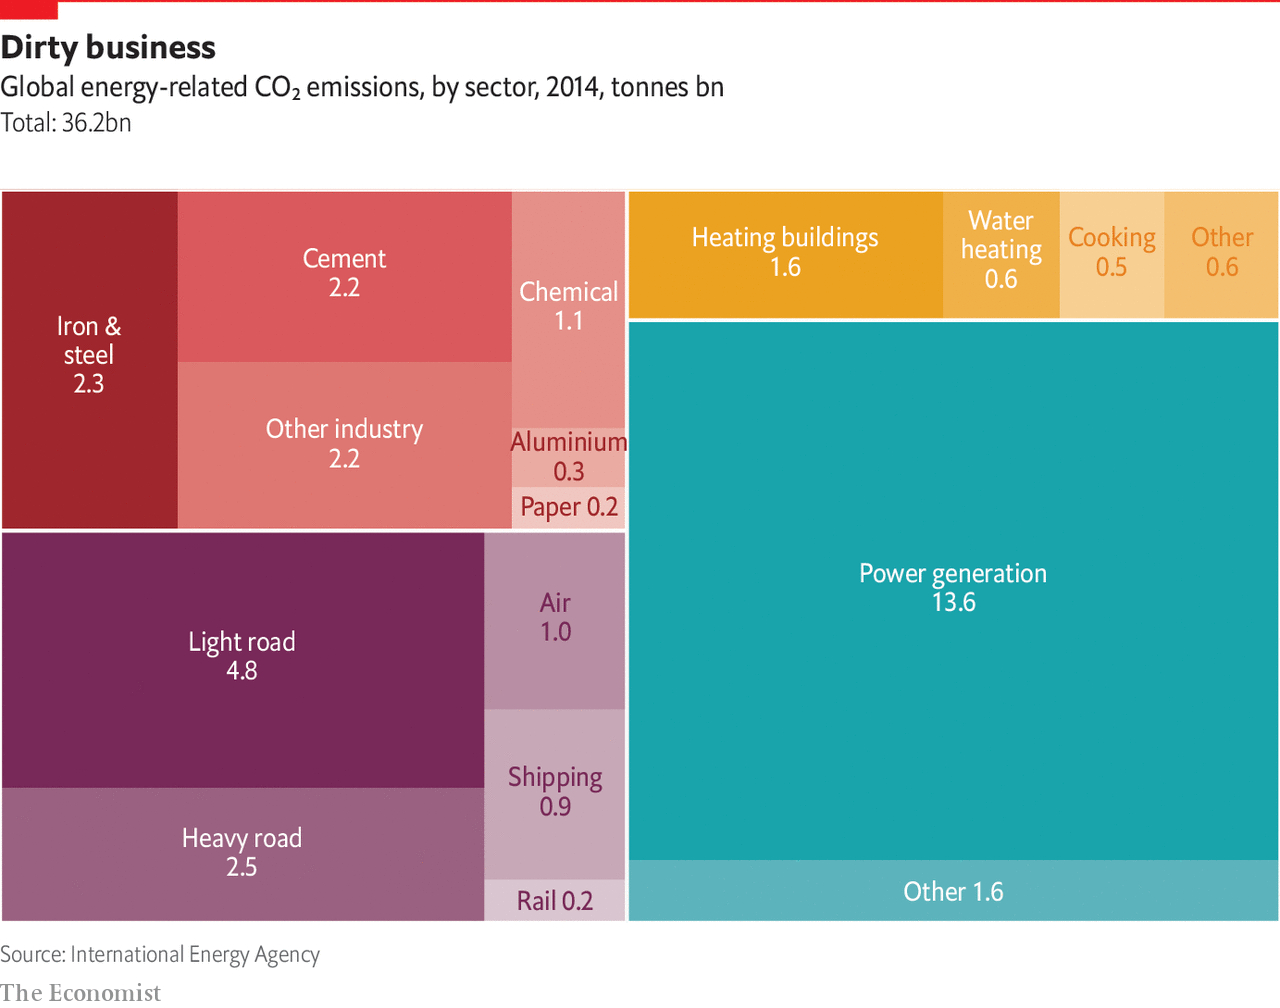 Dirty business
Global energy-related CO₂ emissions, by sector, 2014, tonnes bn
Total: 36.2bn
Iron &
steel
2.3
Cement
2.2
Other industry
2.2
Chemical
1.1
Aluminium
0.3
Paper 0.2
Heating buildings
1.6
Water
heating
0.6
Cooking
0.5
Other
0.6
Light road
4.8
Heavy road
2.5
Air
1.0
Shipping
0.9
Rail 0.2
Power generation
13.6
Other 1.6
Source: International Energy Agency
The Economist